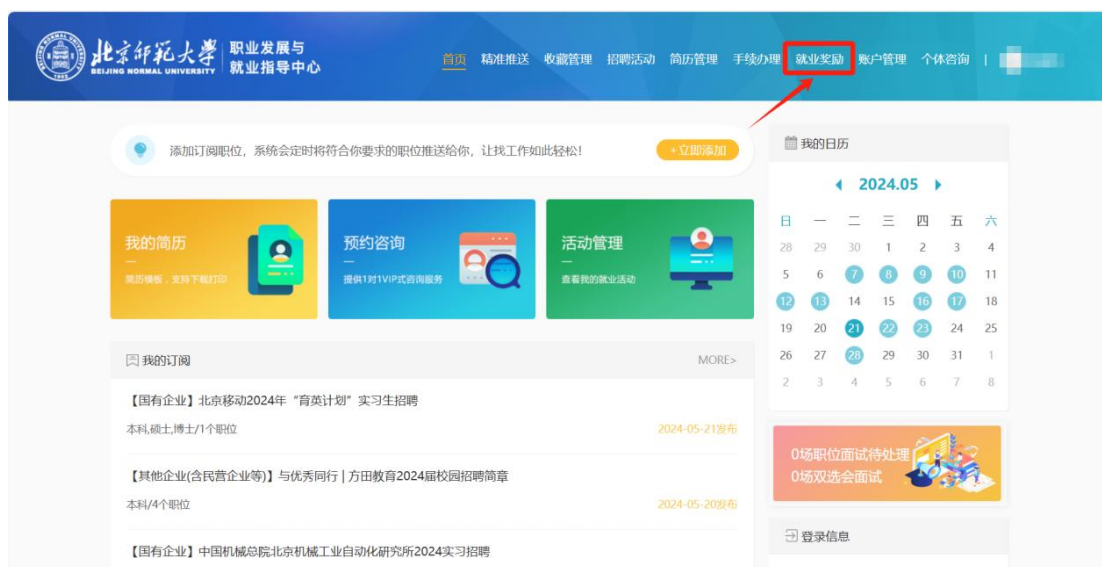 北京师范大学
BEIJING NORMAL UNIVERSITY
职业发展与
就业指导中心
首页 精准推送 收藏管理 招聘活动 简历管理 手续办理 就业奖励 账户管理 个体咨询 |
添加订阅职位，系统会定时将符合你要求的职位推送给你，让找工作如此轻松！
+立即添加
我的简历
简历模板，支持下载打印
预约咨询
提供1对1VIP式咨询服务
活动管理
查看我的就业活动
我的订阅 MORE>
【国有企业】北京移动2024年“育英计划”实习生招聘
本科,硕士,博士/1个职位 2024-05-21发布
【其他企业(含民营企业等)】与优秀同行 | 方田教育2024届校园招聘简章
本科/4个职位 2024-05-20发布
【国有企业】中国机械总院北京机械工业自动化研究所2024实习招聘
我的日历
2024.05
日 一 二 三 四 五 六
28 29 30 1 2 3 4
5 6 7 8 9 10 11
12 13 14 15 16 17 18
19 20 21 22 23 24 25
26 27 28 29 30 31 1
2 3 4 5 6 7 8
0场职位面试待处理
0场双选会面试
登录信息